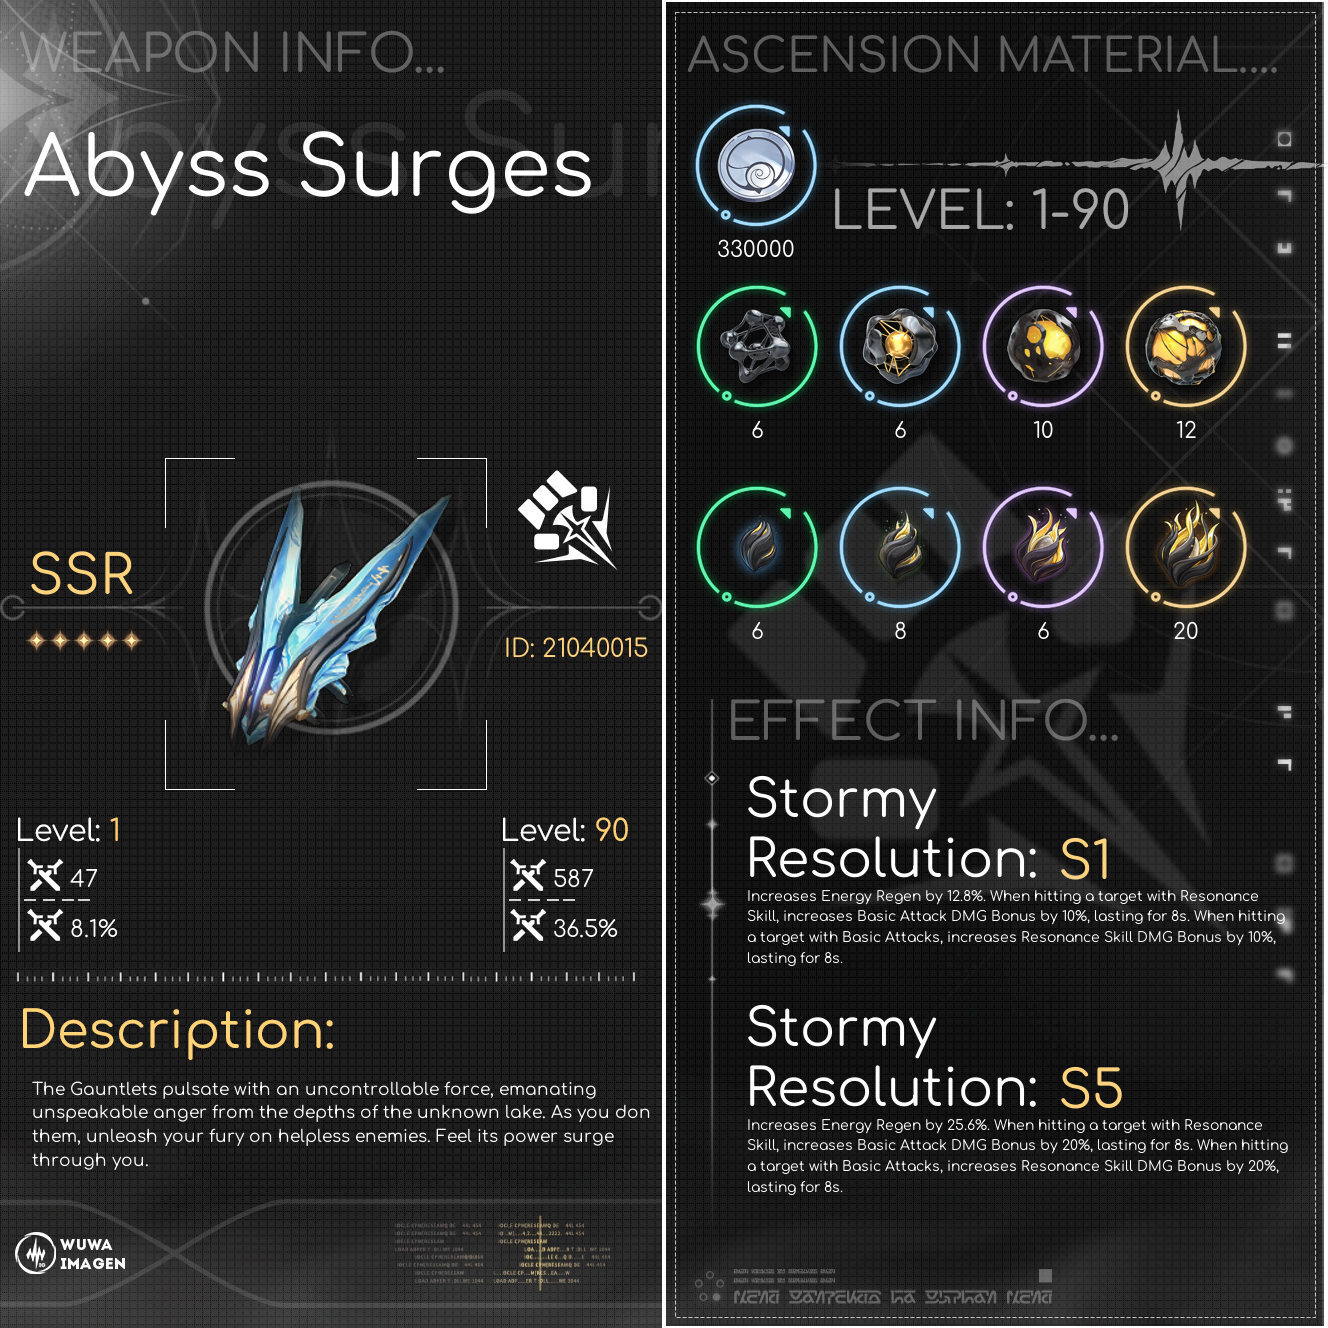 WEAPON INFO...
Abyss Surges
SSR
ID: 21040015
Level: 1
47
8.1%
Level: 90
587
36.5%
Description:
The Gauntlets pulsate with an uncontrollable force, emanating
unspeakable anger from the depths of the unknown lake. As you don
them, unleash your fury on helpless enemies. Feel its power surge
through you.
WUWA
IMAGEN
ASCENSION MATERIAL....
LEVEL: 1-90
330000
6 6 10 12
6 8 6 20
EFFECT INFO...
Stormy
Resolution: S1
Increases Energy Regen by 12.8%. When hitting a target with Resonance
Skill, increases Basic Attack DMG Bonus by 10%, lasting for 8s. When hitting
a target with Basic Attacks, increases Resonance Skill DMG Bonus by 10%,
lasting for 8s.
Stormy
Resolution: S5
Increases Energy Regen by 25.6%. When hitting a target with Resonance
Skill, increases Basic Attack DMG Bonus by 20%, lasting for 8s. When hitting
a target with Basic Attacks, increases Resonance Skill DMG Bonus by 20%,
lasting for 8s.